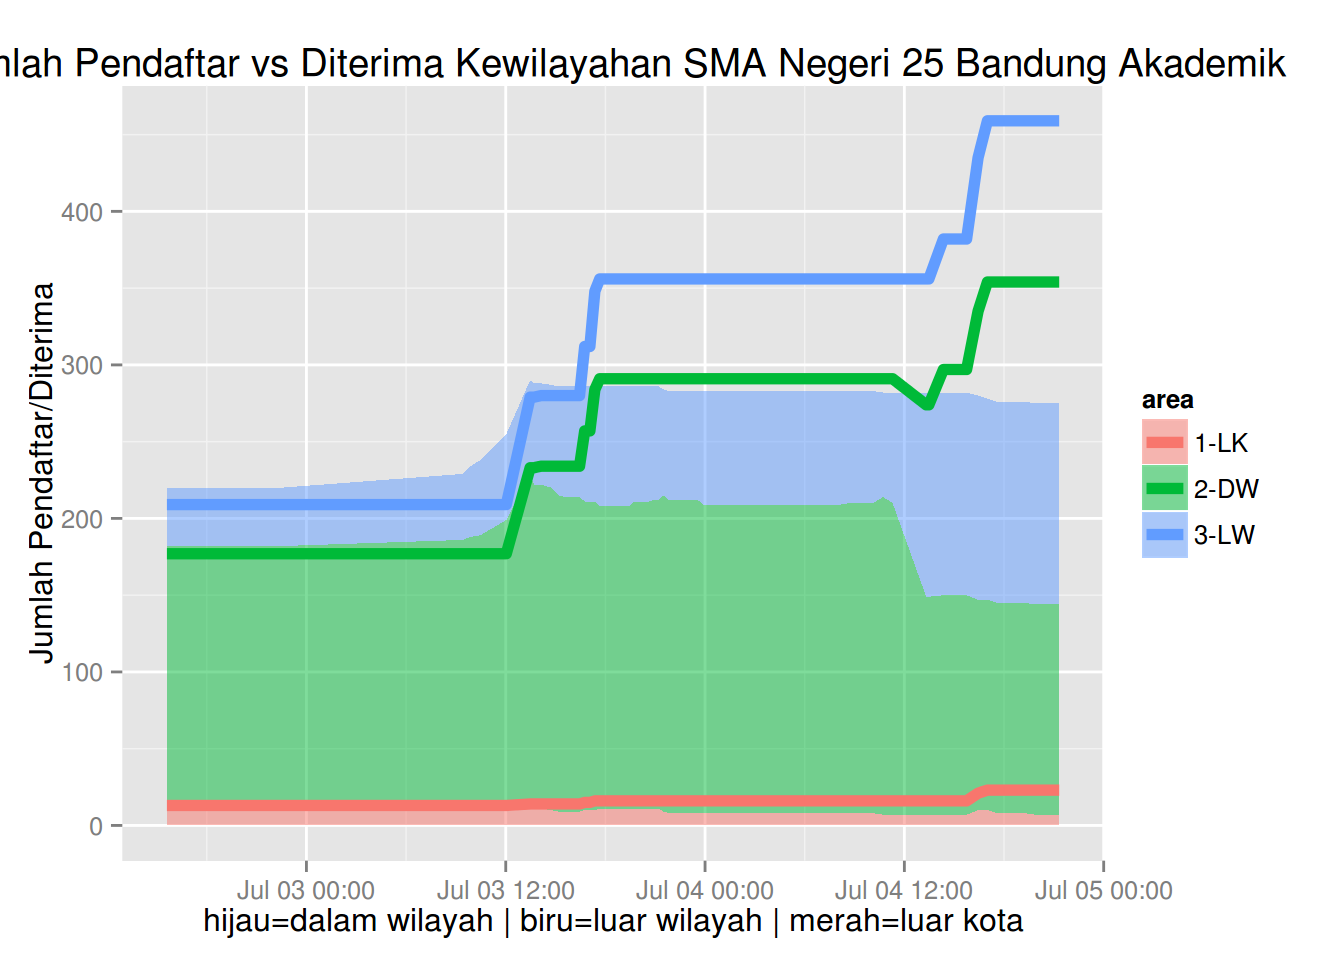 mlah Pendaftar vs Diterima Kewilayahan SMA Negeri 25 Bandung Akademik
Jumlah Pendaftar/Diterima
400
300
200
100
0
Jul 03 00:00
Jul 03 12:00
Jul 04 00:00
Jul 04 12:00
Jul 05 00:00
hijau=dalam wilayah | biru=luar wilayah | merah=luar kota
area
1-LK
2-DW
3-LW